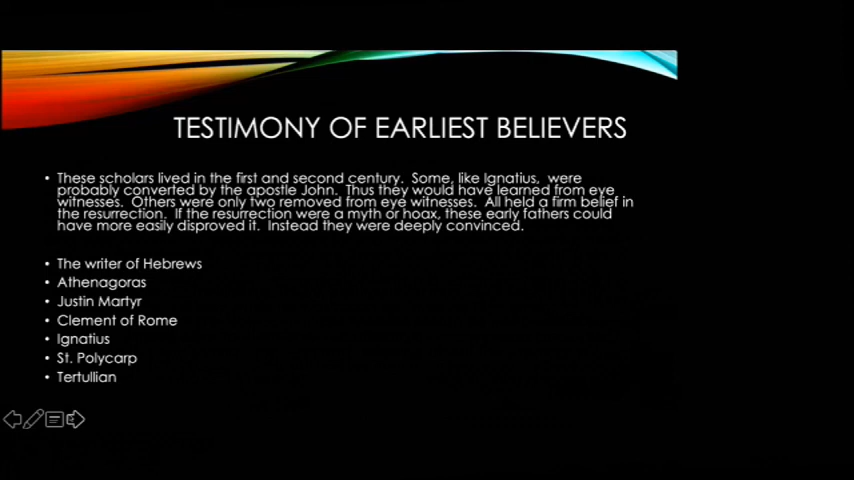 TESTIMONY OF EARLIEST BELIEVERS
• These scholars lived in the first and second century. Some, like Ignatius, were
probably converted by the apostle John. Thus they would have learned from eye
witnesses. Others were only two removed from eye witnesses. All held a firm belief in
the resurrection. If the resurrection were a myth or hoax, these early fathers could
have more easily disproved it. Instead they were deeply convinced.
• The writer of Hebrews
• Athenagoras
• Justin Martyr
• Clement of Rome
• Ignatius
• St. Polycarp
• Tertullian